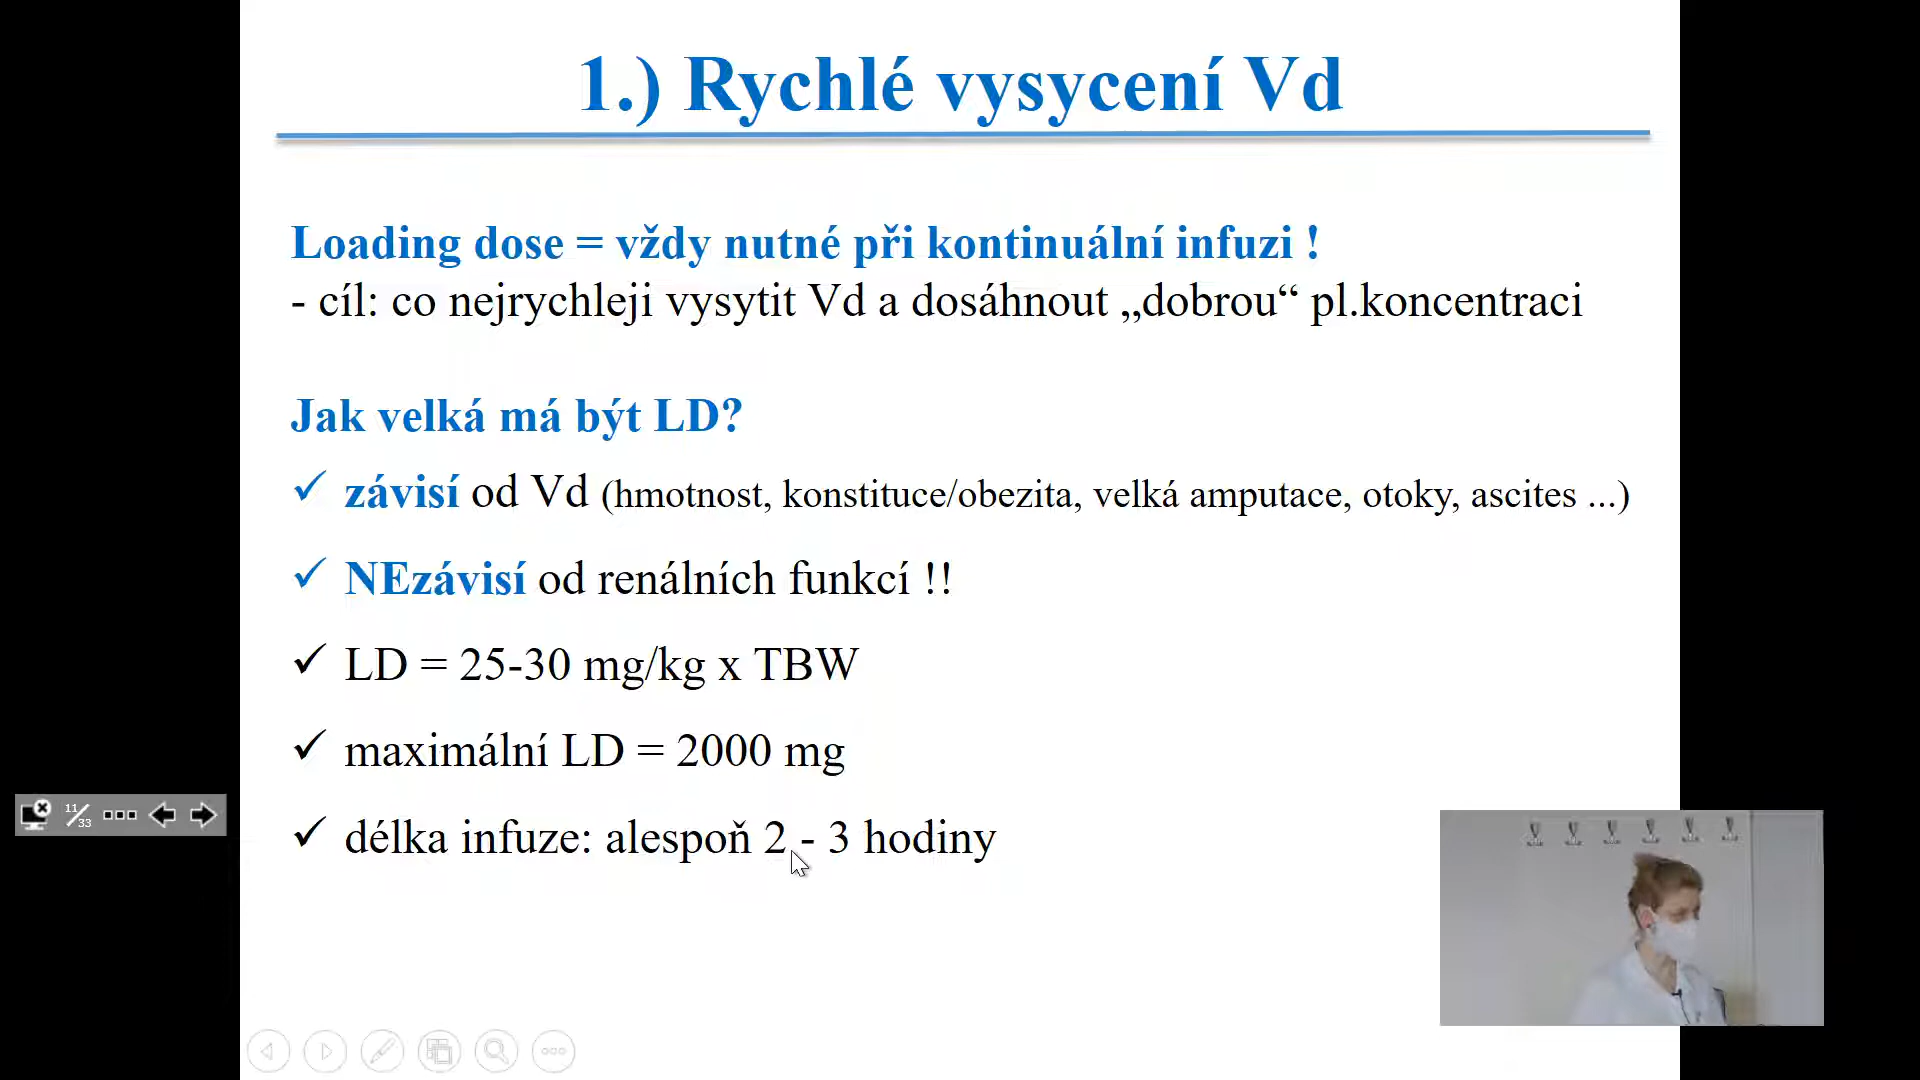 1.) Rychlé vysycení Vd
Loading dose = vždy nutné při kontinuální infuzi !
- cíl: co nejrychleji vysytit Vd a dosáhnout „dobrou“ pl.koncentraci
Jak velká má být LD?
✓ závisí od Vd (hmotnost, konstituce/obezita, velká amputace, otoky, ascites ...)
✓ NEzávisí od renálních funkcí !!
✓ LD = 25-30 mg/kg x TBW
✓ maximální LD = 2000 mg
✓ délka infuze: alespoň 2 - 3 hodiny
11/33